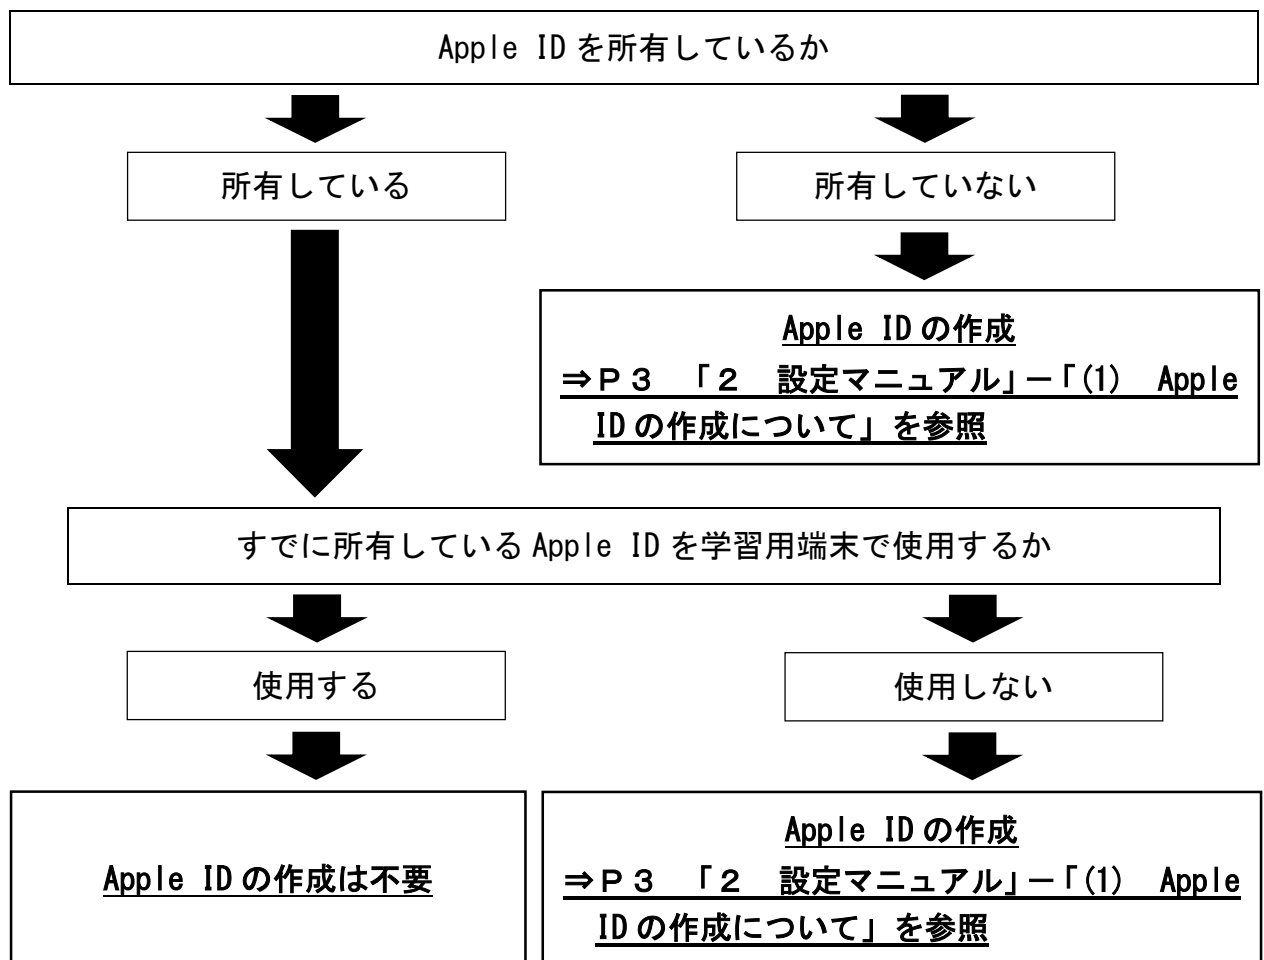 Apple ID を所有しているか
所有している
所有していない
Apple ID の作成
⇒Ｐ３　「２　設定マニュアル」－「(1)　Apple
ID の作成について」を参照
すでに所有している Apple ID を学習用端末で使用するか
使用する
使用しない
Apple ID の作成は不要
Apple ID の作成
⇒Ｐ３　「２　設定マニュアル」－「(1)　Apple
ID の作成について」を参照